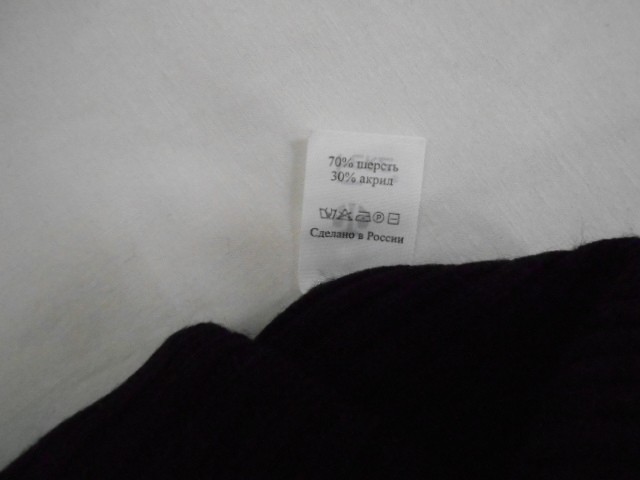 70% шерсть
30% акрил
Сделано в России